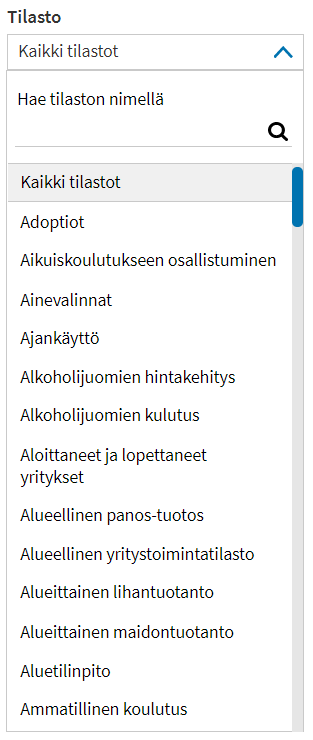 Tilasto
Kaikki tilastot
Hae tilaston nimellä
Kaikki tilastot
Adoptiot
Aikuiskoulutukseen osallistuminen
Ainevalinnat
Ajankäyttö
Alkoholijuomien hintakehitys
Alkoholijuomien kulutus
Aloittaneet ja lopettaneet
yritykset
Alueellinen panos-tuotos
Alueellinen yritystoimintatilasto
Alueittainen lihantuotanto
Alueittainen maidontuotanto
Aluetilinpito
Ammatillinen koulutus